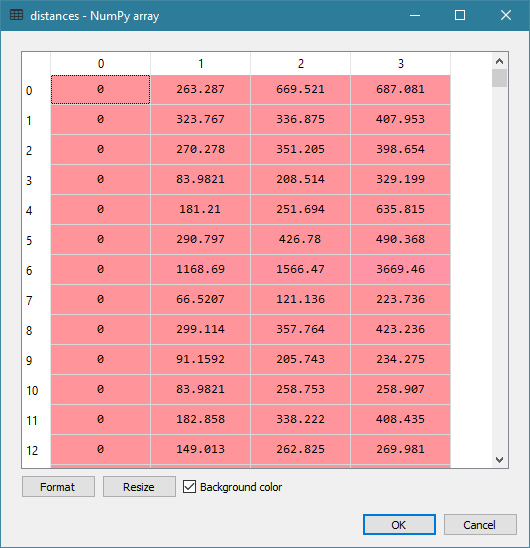 distances - NumPy array
0 1 2 3
0 0 263.287 669.521 687.081
1 0 323.767 336.875 407.953
2 0 270.278 351.205 398.654
3 0 83.9821 208.514 329.199
4 0 181.21 251.694 635.815
5 0 290.797 426.78 490.368
6 0 1168.69 1566.47 3669.46
7 0 66.5207 121.136 223.736
8 0 299.114 357.764 423.236
9 0 91.1592 205.743 234.275
10 0 83.9821 258.753 258.907
11 0 182.858 338.222 408.435
12 0 149.013 262.825 269.981
Format Resize Background color
OK Cancel